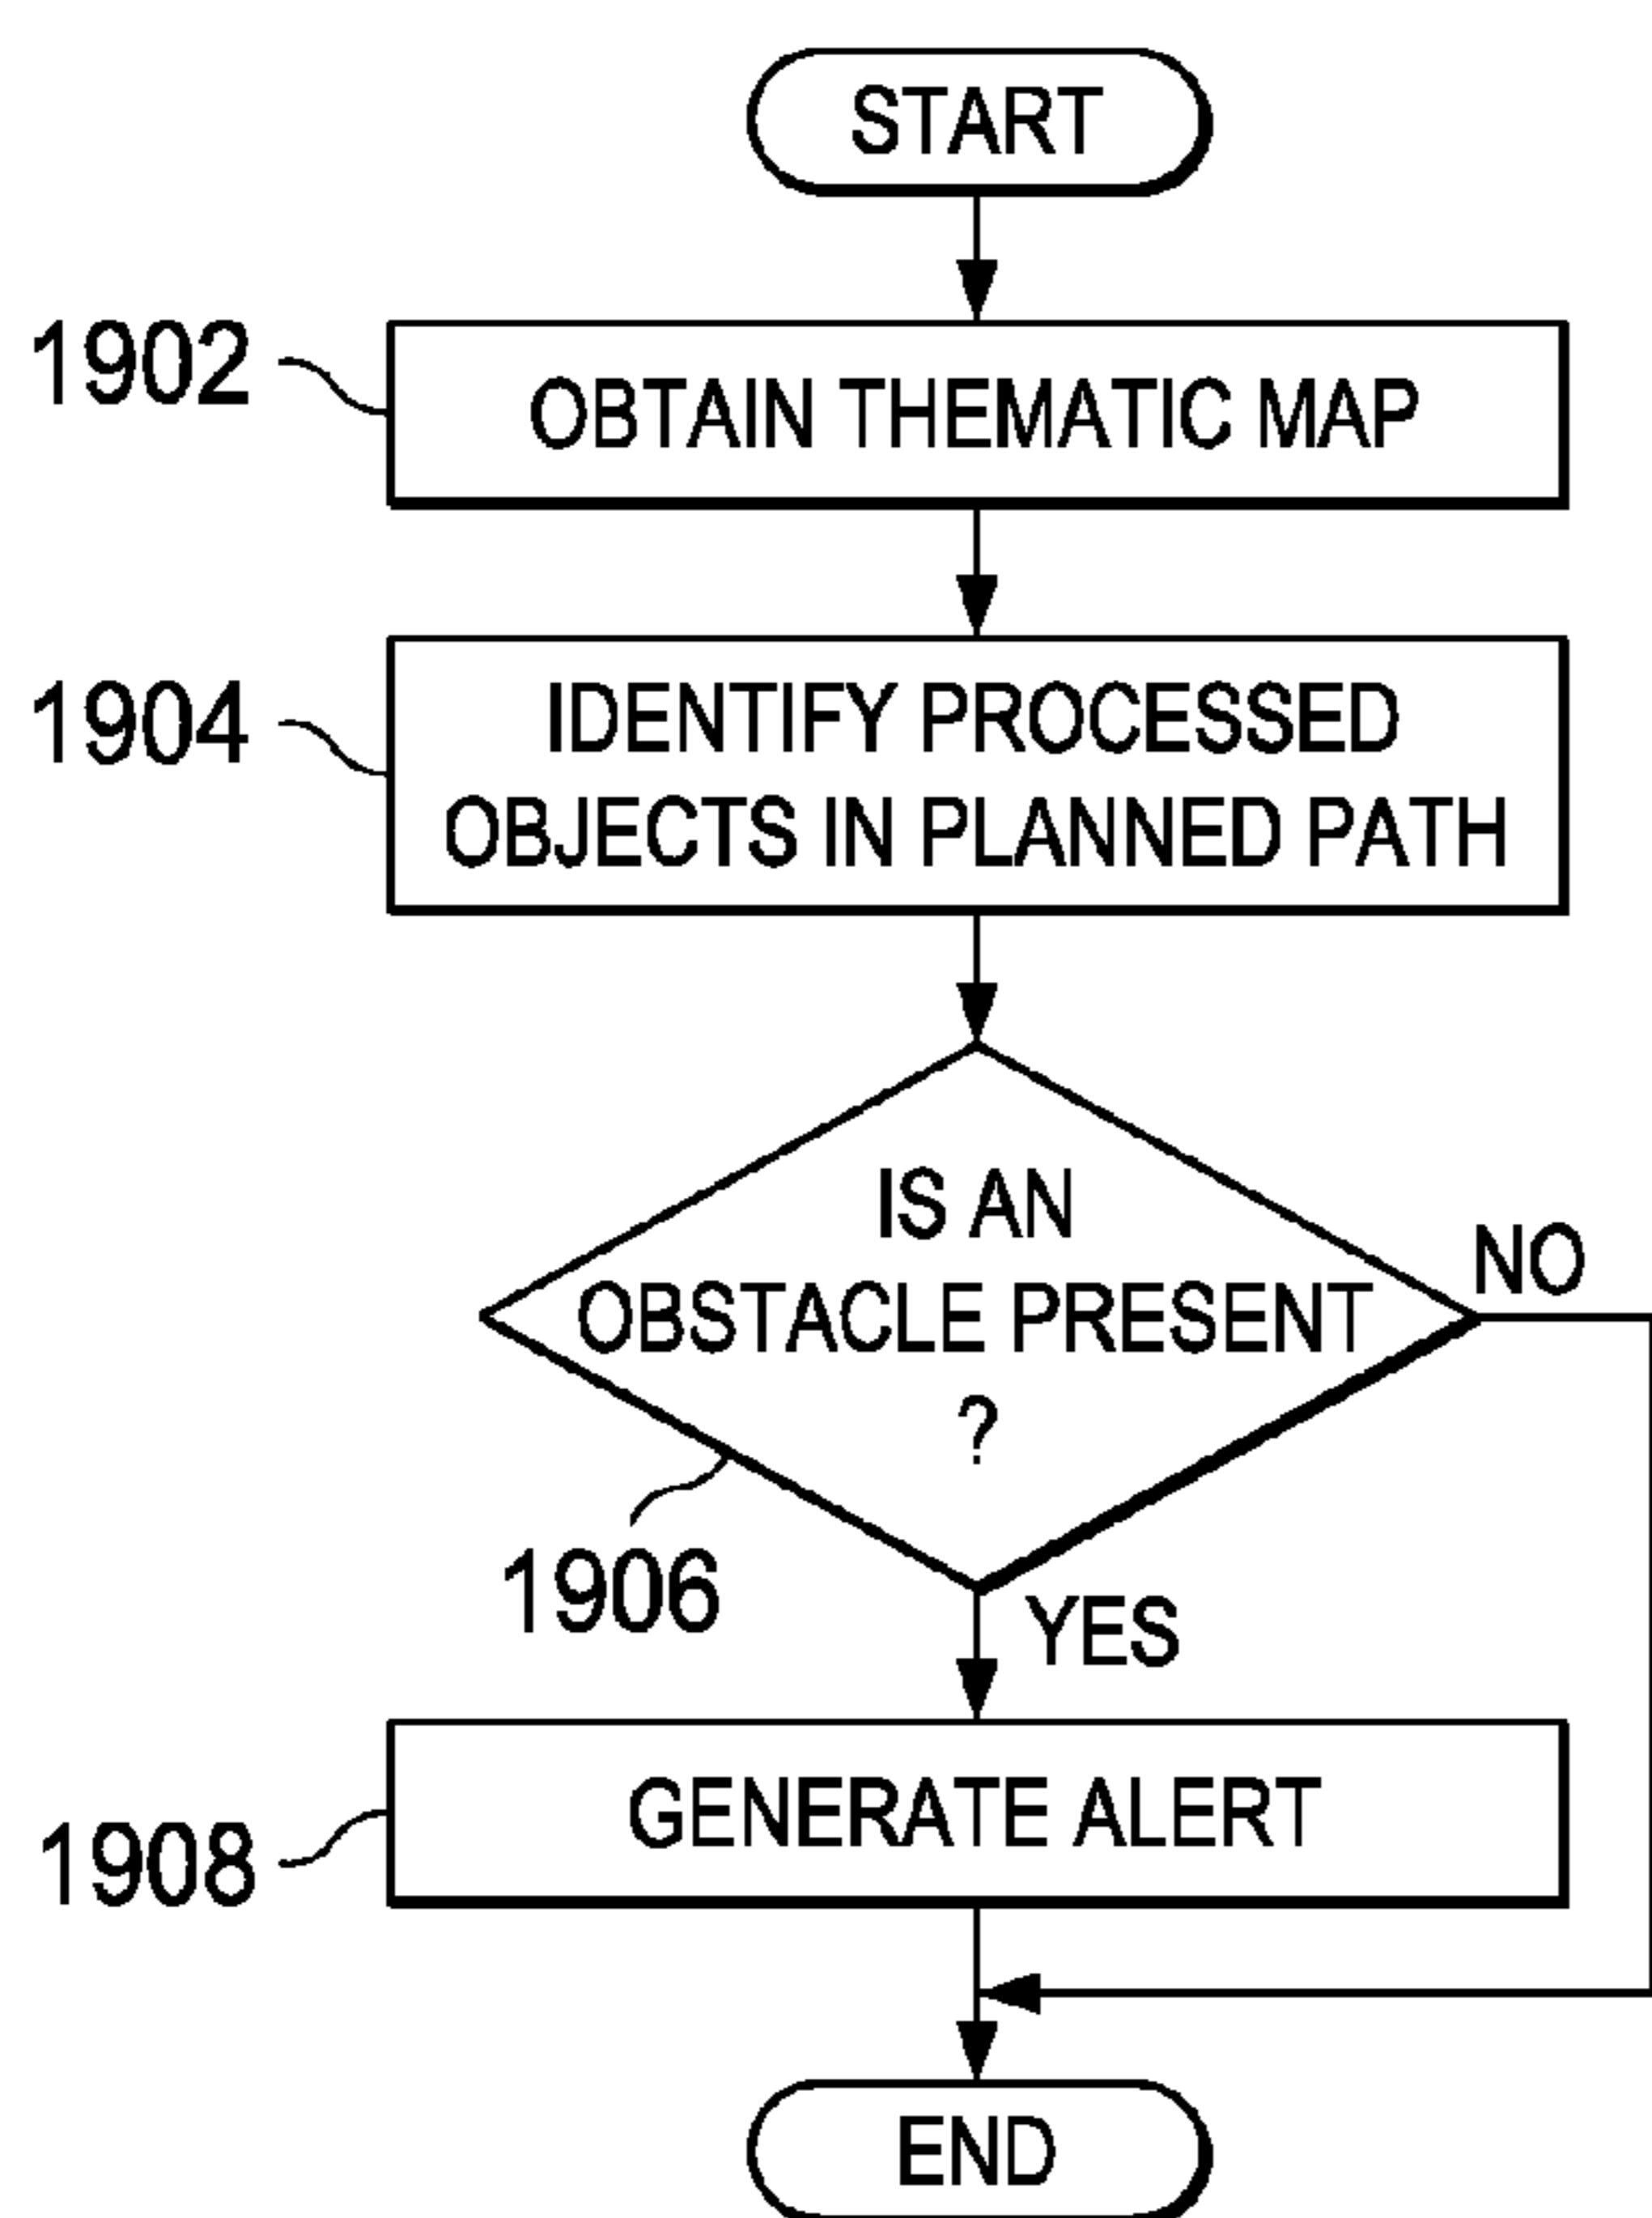 START
1902
OBTAIN THEMATIC MAP
1904
IDENTIFY PROCESSED
OBJECTS IN PLANNED PATH
IS AN
OBSTACLE PRESENT
?
NO
1906
YES
GENERATE ALERT
1908
END